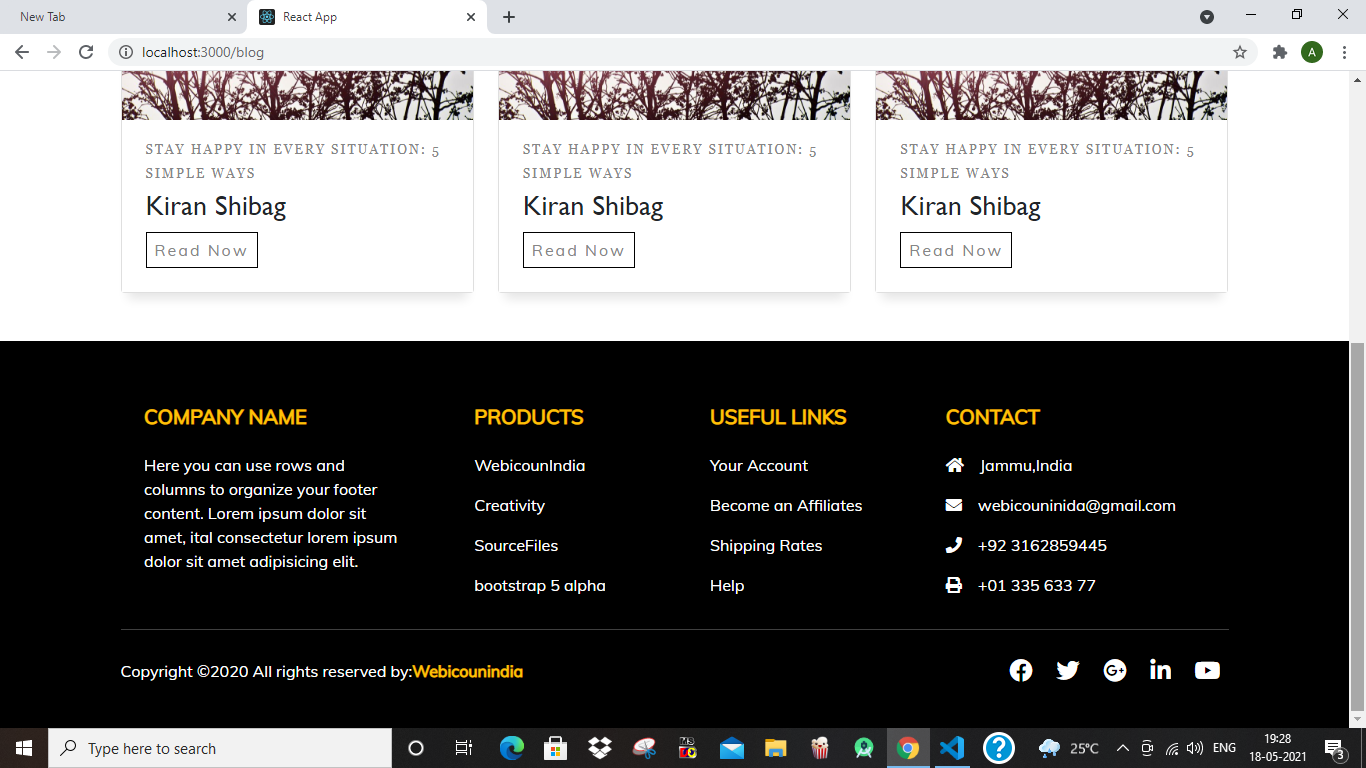 New Tab
React App
localhost:3000/blog
A
STAY HAPPY IN EVERY SITUATION: 5
SIMPLE WAYS
Kiran Shibag
Read Now
STAY HAPPY IN EVERY SITUATION: 5
SIMPLE WAYS
Kiran Shibag
Read Now
STAY HAPPY IN EVERY SITUATION: 5
SIMPLE WAYS
Kiran Shibag
Read Now
COMPANY NAME
Here you can use rows and
columns to organize your footer
content. Lorem ipsum dolor sit
amet, ital consectetur lorem ipsum
dolor sit amet adipisicing elit.
PRODUCTS
WebicounIndia
Creativity
SourceFiles
bootstrap 5 alpha
USEFUL LINKS
Your Account
Become an Affiliates
Shipping Rates
Help
CONTACT
Jammu,India
webicouninida@gmail.com
+92 3162859445
+01 335 633 77
Copyright ©2020 All rights reserved by:Webicounindia
Type here to search
25°C
ENG
19:28
18-05-2021
3